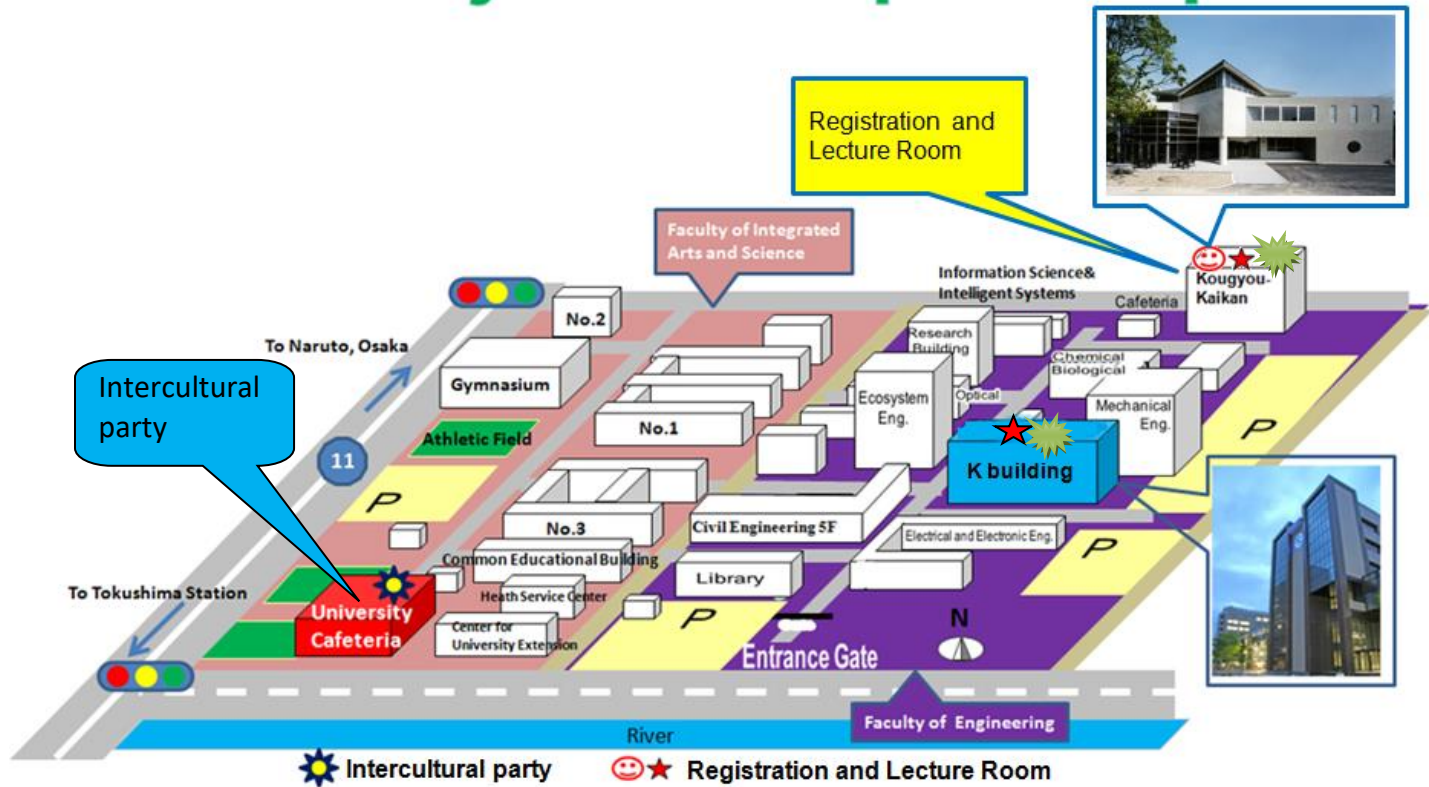 Registration and
Lecture Room
Faculty of Integrated
Arts and Science
Information Science&
Intelligent Systems
Cafeteria
Kougyou-
Kaikan
No.2
To Naruto, Osaka
Research
Building
Chemical
Biological
Intercultural
party
Gymnasium
Ecosystem
Eng.
Optical
Mechanical
Eng.
No.1
Athletic Field
P
11
K building
P
No.3
Civil Engineering 5F
Electrical and Electronic Eng.
P
Common Educational Building
Library
To Tokushima Station
Heath Service Center
University
Cafeteria
Center for
University Extension
P
N
Entrance Gate
Faculty of Engineering
River
Intercultural party
Registration and Lecture Room